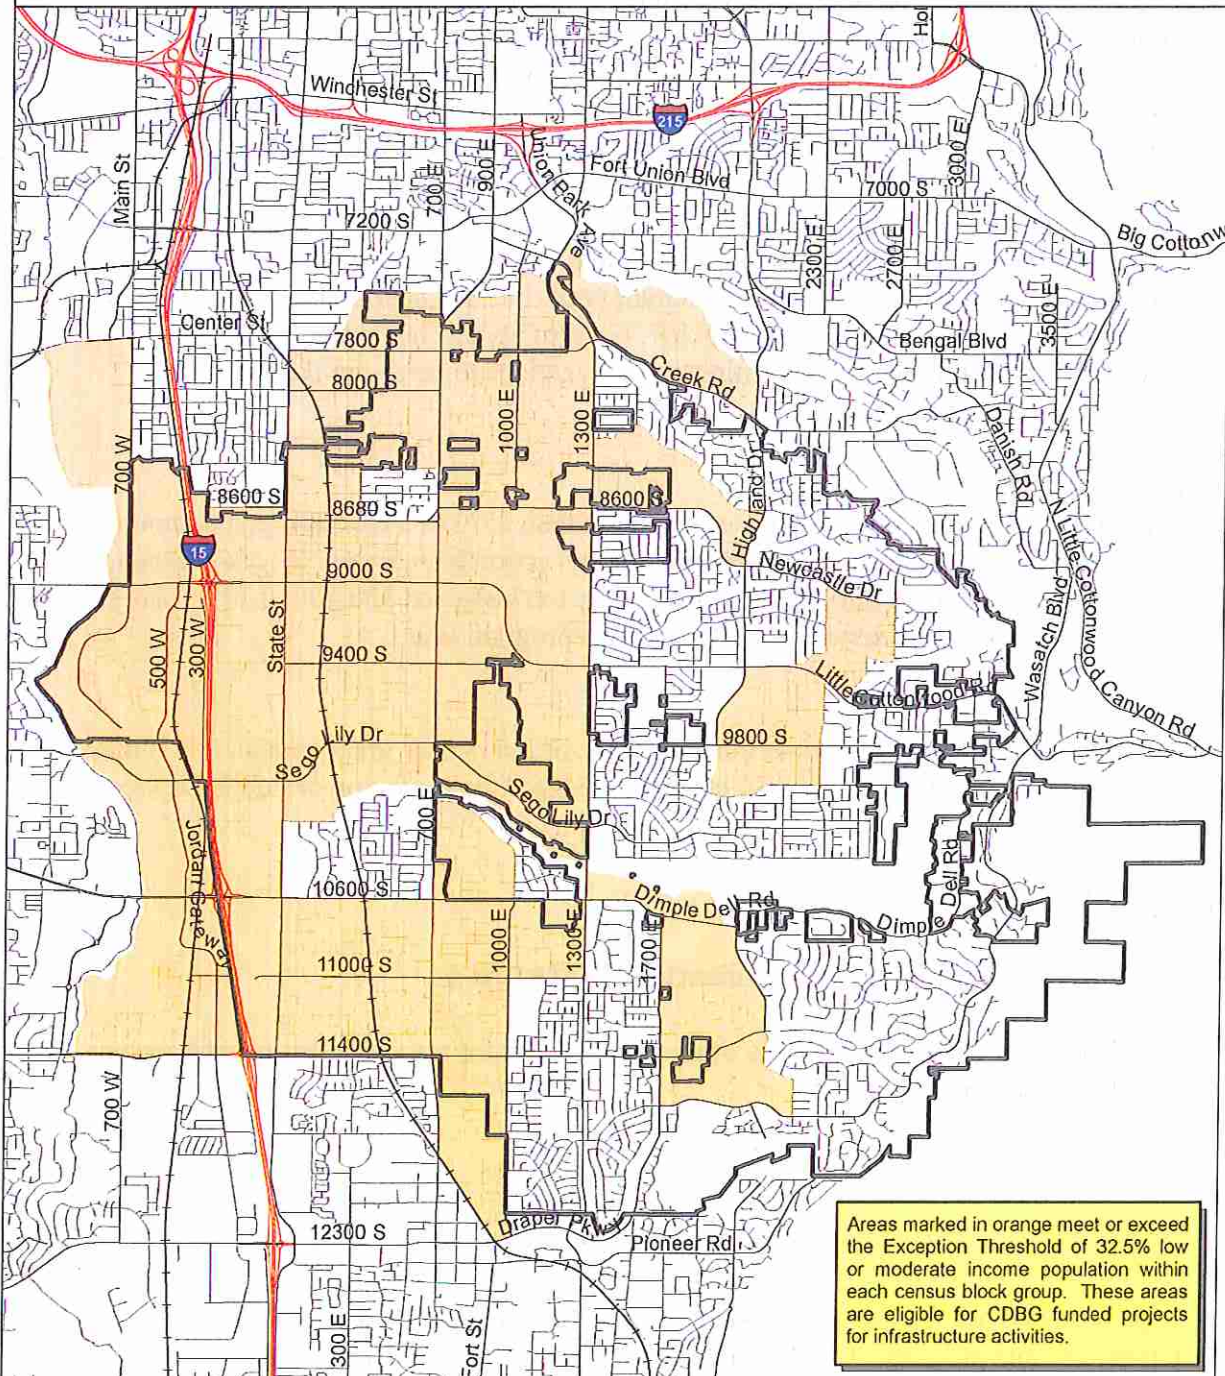 Hol
Winchester St
215
Main St
700 E
900 E
Union Park Ave
Fort Union Blvd
7000 S
3000 E
7200 S
Big Cottonw
2300 E
2700 E
3500 E
Center St
7800 S
Bengal Blvd
8000 S
Creek Rd
1000 E
1300 E
Danish Rd
700 W
8600 S
8680 S
8600 S
Highland Dr
N Little Cottonwood Canyon Rd
15
9000 S
Newcastle Dr
Wasatch Blvd
500 W
300 W
State St
9400 S
Little Cottonwood Rd
Sego Lily Dr
9800 S
700 E
Sego Lily Dr
Jordan Gateway
10600 S
Dimple Dell Rd
Dimple Dell Rd
1000 E
1300 E
1700 E
11000 S
11400 S
700 W
12300 S
Draper Pkwy
Pioneer Rd
300 E
Fort St
Areas marked in orange meet or exceed
the Exception Threshold of 32.5% low
or moderate income population within
each census block group. These areas
are eligible for CDBG funded projects
for infrastructure activities.